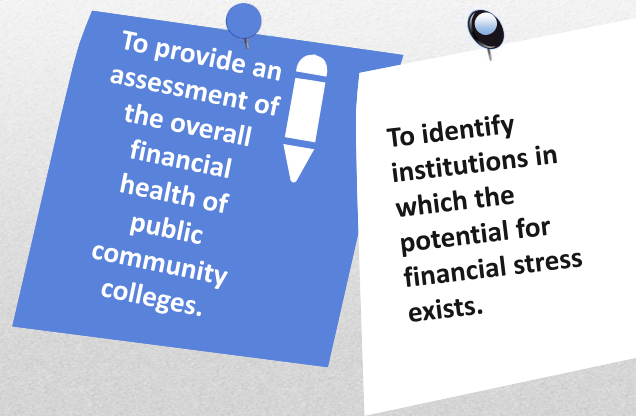 To provide an
assessment of
the overall
financial
health of
public
community
colleges.
To identify
institutions in
which the
potential for
financial stress
exists.